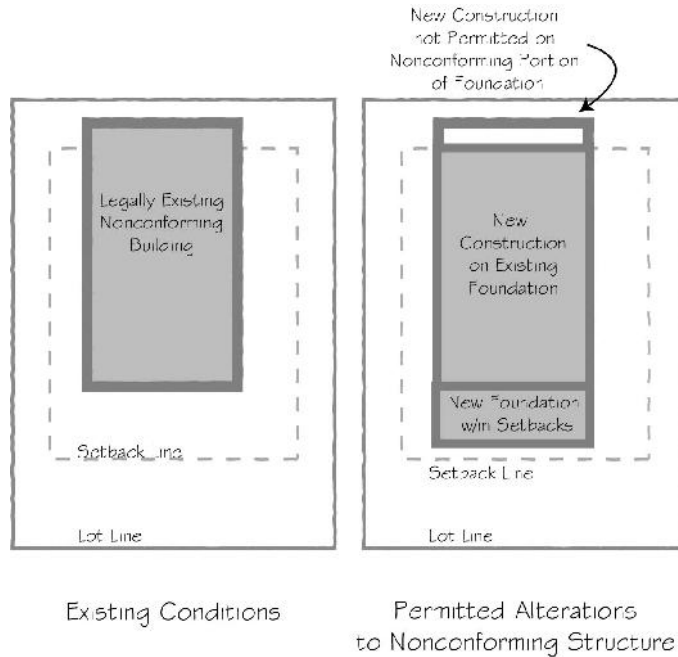 New Construction
not Permitted on
Nonconforming Portion
of Foundation
Legally Existing
Nonconforming
Building
Setback Line
Lot Line
Existing Conditions
New
Construction
on Existing
Foundation
New Foundation
w/in Setbacks
Setback Line
Lot Line
Permitted Alterations
to Nonconforming Structure